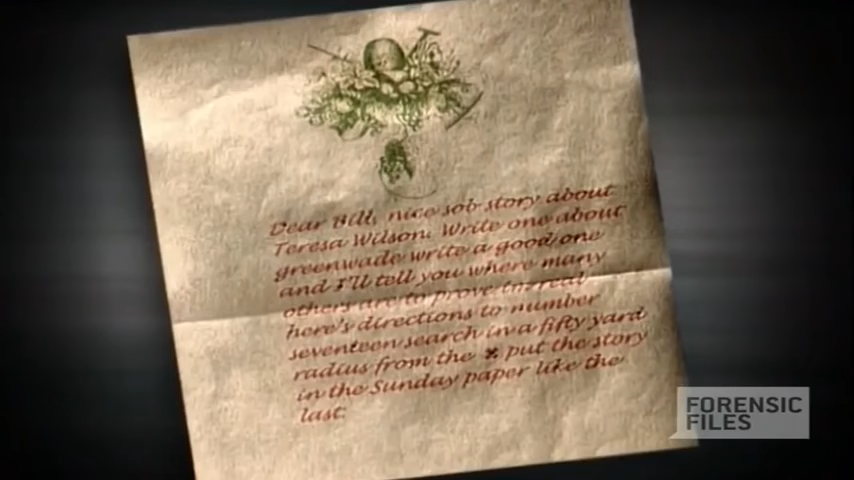 Dear Bill, nice sob story about
Teresa Wilson. Write one about
greenwade write a good one
and I'll tell you where many
others are to prove Im real
here's directions to number
seventeen search in a fifty yard
radius from the x put the story
in the Sunday paper like the
last.
FORENSIC
FILES